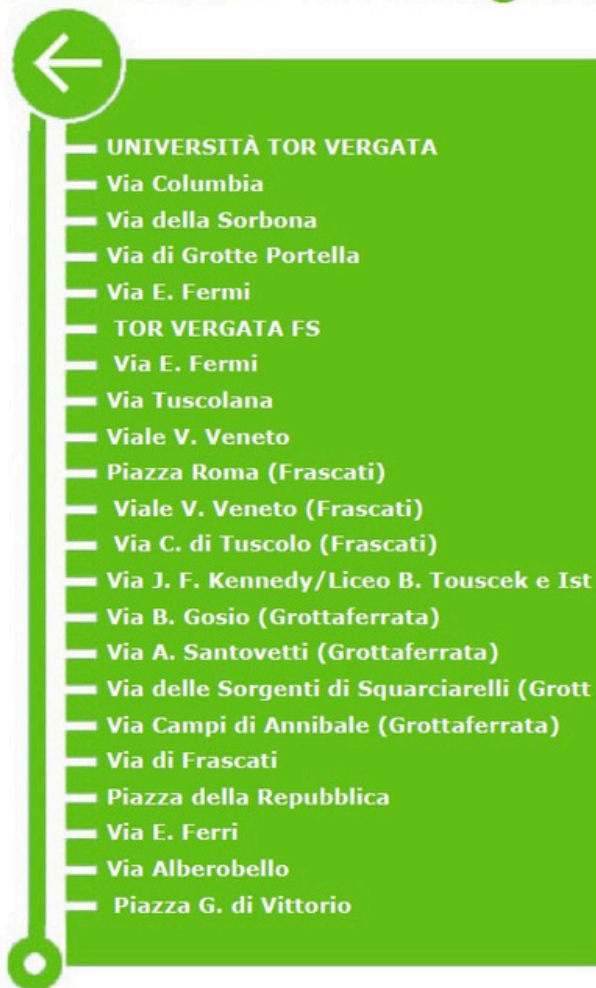 UNIVERSITÀ TOR VERGATA
Via Columbia
Via della Sorbona
Via di Grotte Portella
Via E. Fermi
TOR VERGATA FS
Via E. Fermi
Via Tuscolana
Viale V. Veneto
Piazza Roma (Frascati)
Viale V. Veneto (Frascati)
Via C. di Tuscolo (Frascati)
Via J. F. Kennedy/Liceo B. Touscek e Ist
Via B. Gosio (Grottaferrata)
Via A. Santovetti (Grottaferrata)
Via delle Sorgenti di Squarciarelli (Grott
Via Campi di Annibale (Grottaferrata)
Via di Frascati
Piazza della Repubblica
Via E. Ferri
Via Alberobello
Piazza G. di Vittorio